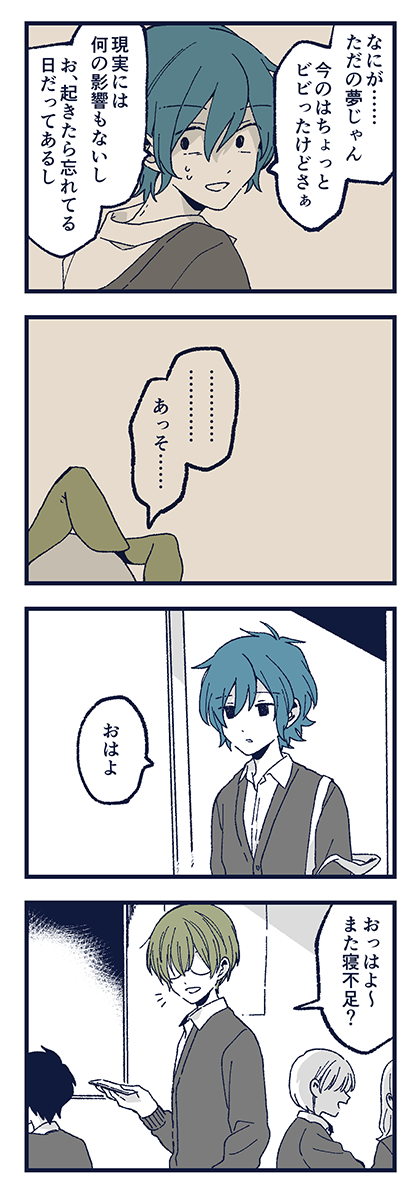 なにが……
ただの夢じゃん
今のはちょっと
ビビったけどさぁ
現実には
何の影響もないし
お、起きたら忘れてる
日だってあるし
…………
あっそ……
おはよ
おっはよ～
また寝不足？